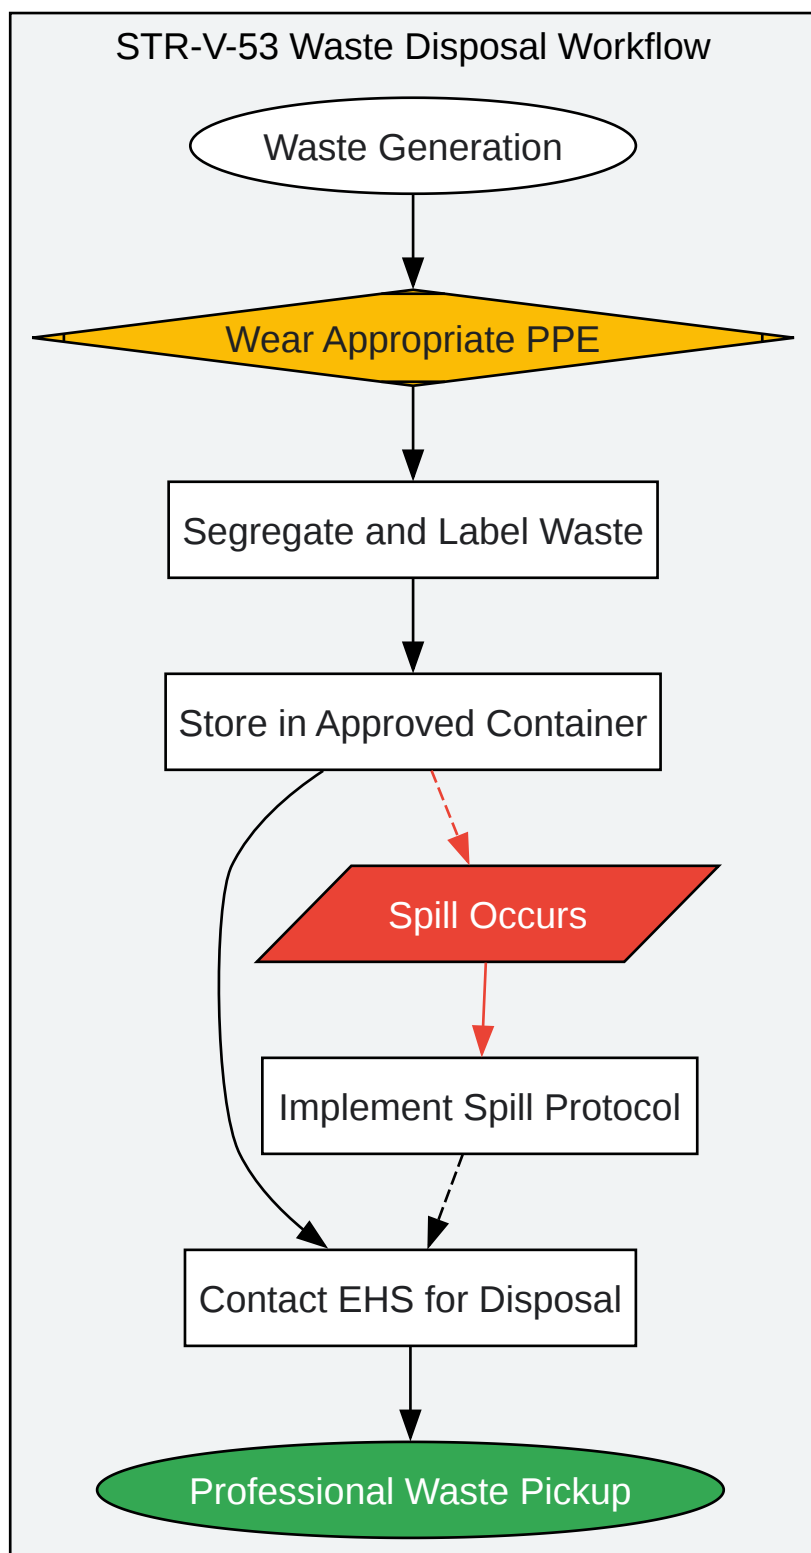 STR-V-53 Waste Disposal Workflow
Waste Generation
Wear Appropriate PPE
Segregate and Label Waste
Store in Approved Container
Spill Occurs
Implement Spill Protocol
Contact EHS for Disposal
Professional Waste Pickup